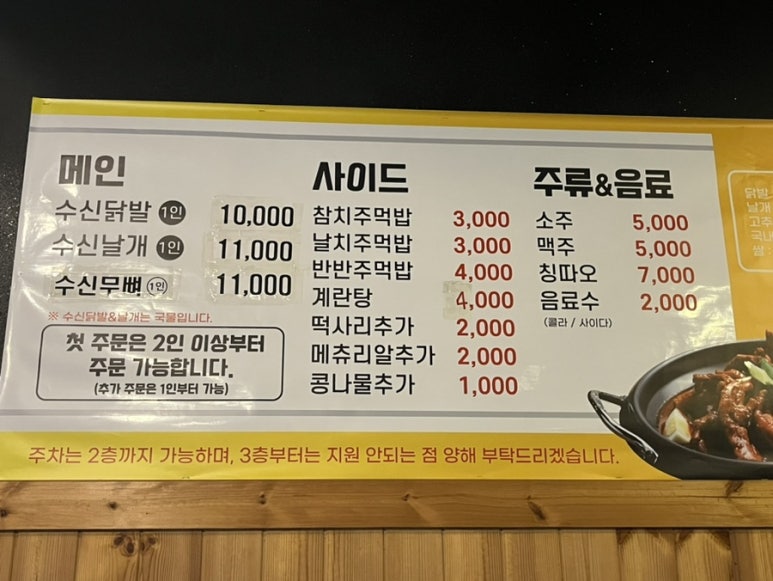 메인
수신닭발 1인 10,000
수신날개 1인 11,000
수신무뼈 1인 11,000
※ 수신닭발&날개는 국물입니다.
첫 주문은 2인 이상부터
주문 가능합니다.
(추가 주문은 1인부터 가능)
사이드
참치주먹밥 3,000
날치주먹밥 3,000
반반주먹밥 4,000
계란탕 4,000
떡사리추가 2,000
메츄리알추가 2,000
콩나물추가 1,000
주류&음료
소주 5,000
맥주 5,000
칭따오 7,000
음료수 2,000
(콜라 / 사이다)
닭발
날개
고추
국내
쌀
주차는 2층까지 가능하며, 3층부터는 지원 안되는 점 양해 부탁드리겠습니다.